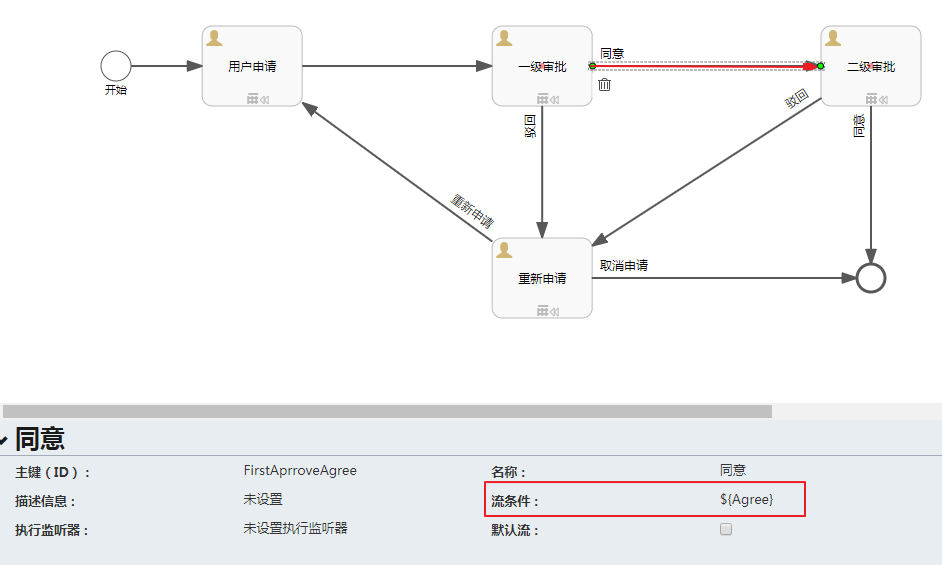 开始
用户申请
一级审批
同意
二级审批
驳回
驳回
同意
重新申请
重新申请
取消申请
同意
主键（ID）： FirstAprroveAgree 名称： 同意
描述信息： 未设置 流条件： ${Agree}
执行监听器： 未设置执行监听器 默认流：